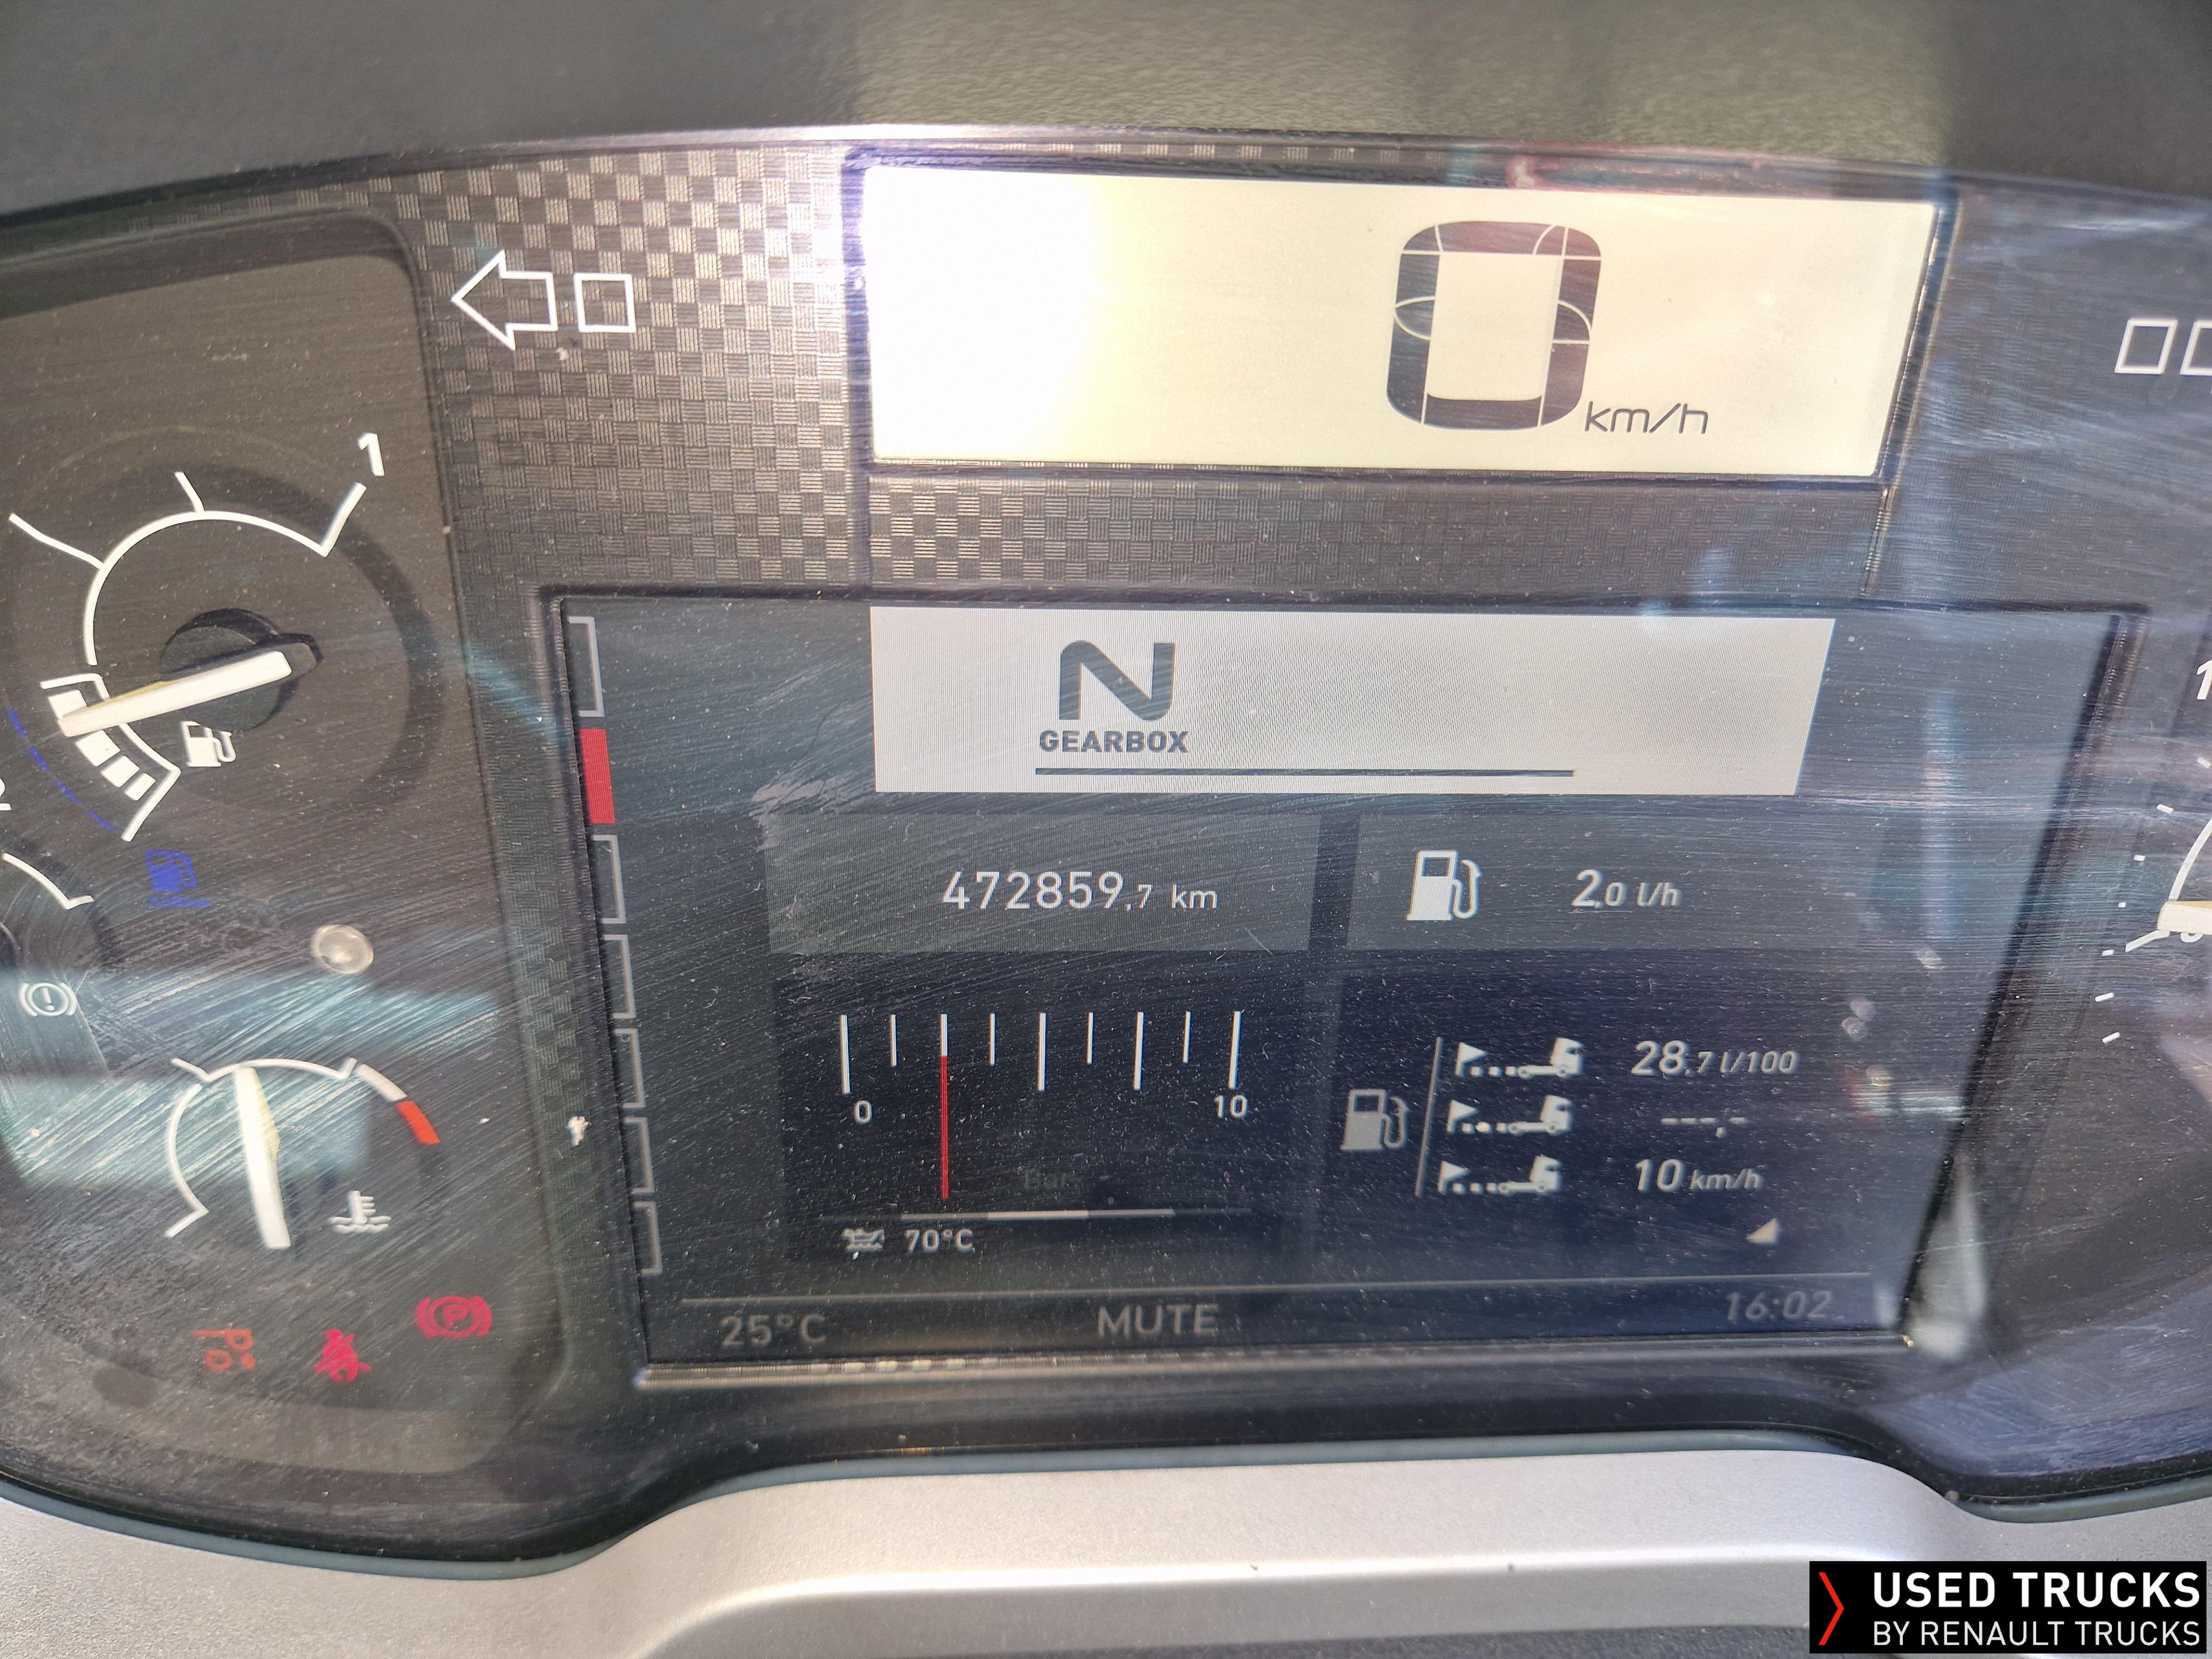 0 km/h
1
N
GEARBOX
472859,7 km
2,0 l/h
28,7 l/100
---,-
10 km/h
0 10
Bar
70°C
25°C MUTE 16:02
P
USED TRUCKS
BY RENAULT TRUCKS